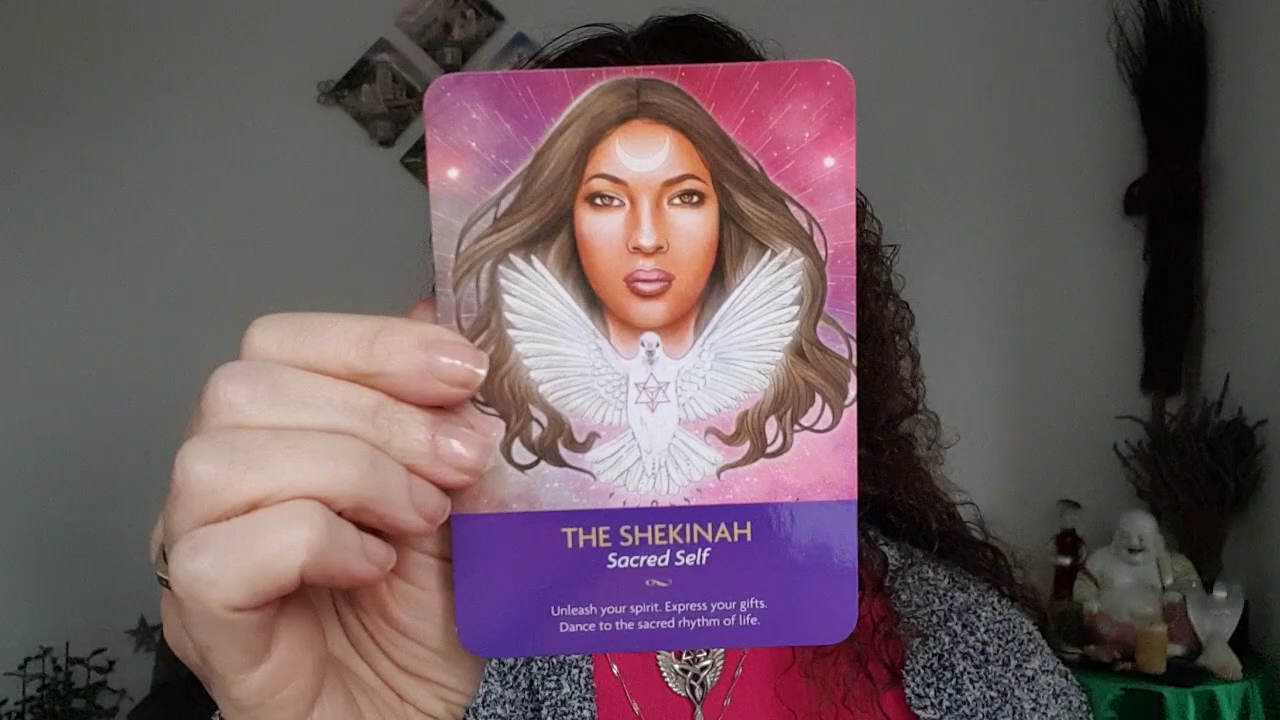 THE SHEKINAH
Sacred Self
Unleash your spirit. Express your gifts.
Dance to the sacred rhythm of life.